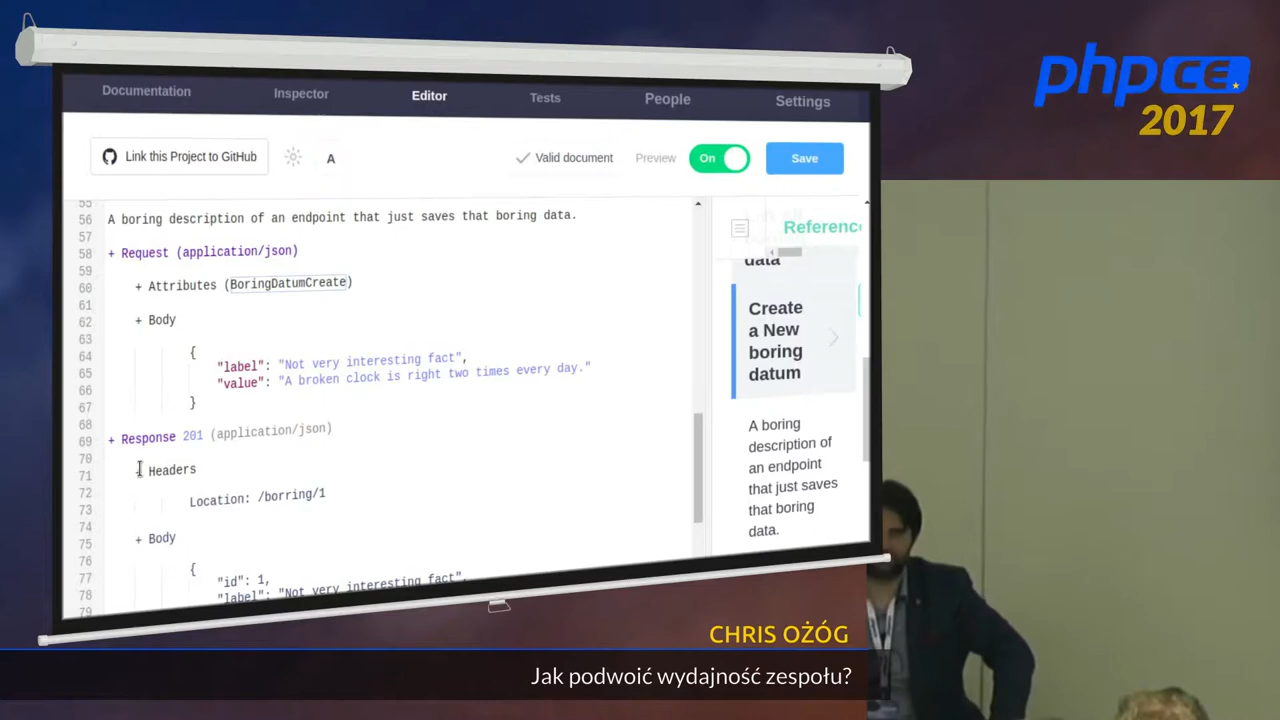 Documentation Inspector Editor Tests People Settings
Link this Project to GitHub A Valid document Preview On Save
55
56 A boring description of an endpoint that just saves that boring data.
57
58 + Request (application/json)
59
60 + Attributes (BoringDatumCreate)
61
62 + Body
63
64 {
65 "label": "Not very interesting fact",
66 "value": "A broken clock is right two times every day."
67 }
68
69 + Response 201 (application/json)
70
71 + Headers
72
73 Location: /borring/1
74
75 + Body
76
77 {
78 "id": 1,
79 "label": "Not very interesting fact",
Reference
data
Create
a New
boring
datum
A boring
description of
an endpoint
that just saves
that boring
data.
phpCE
2017
CHRIS OŻÓG
Jak podwoić wydajność zespołu?